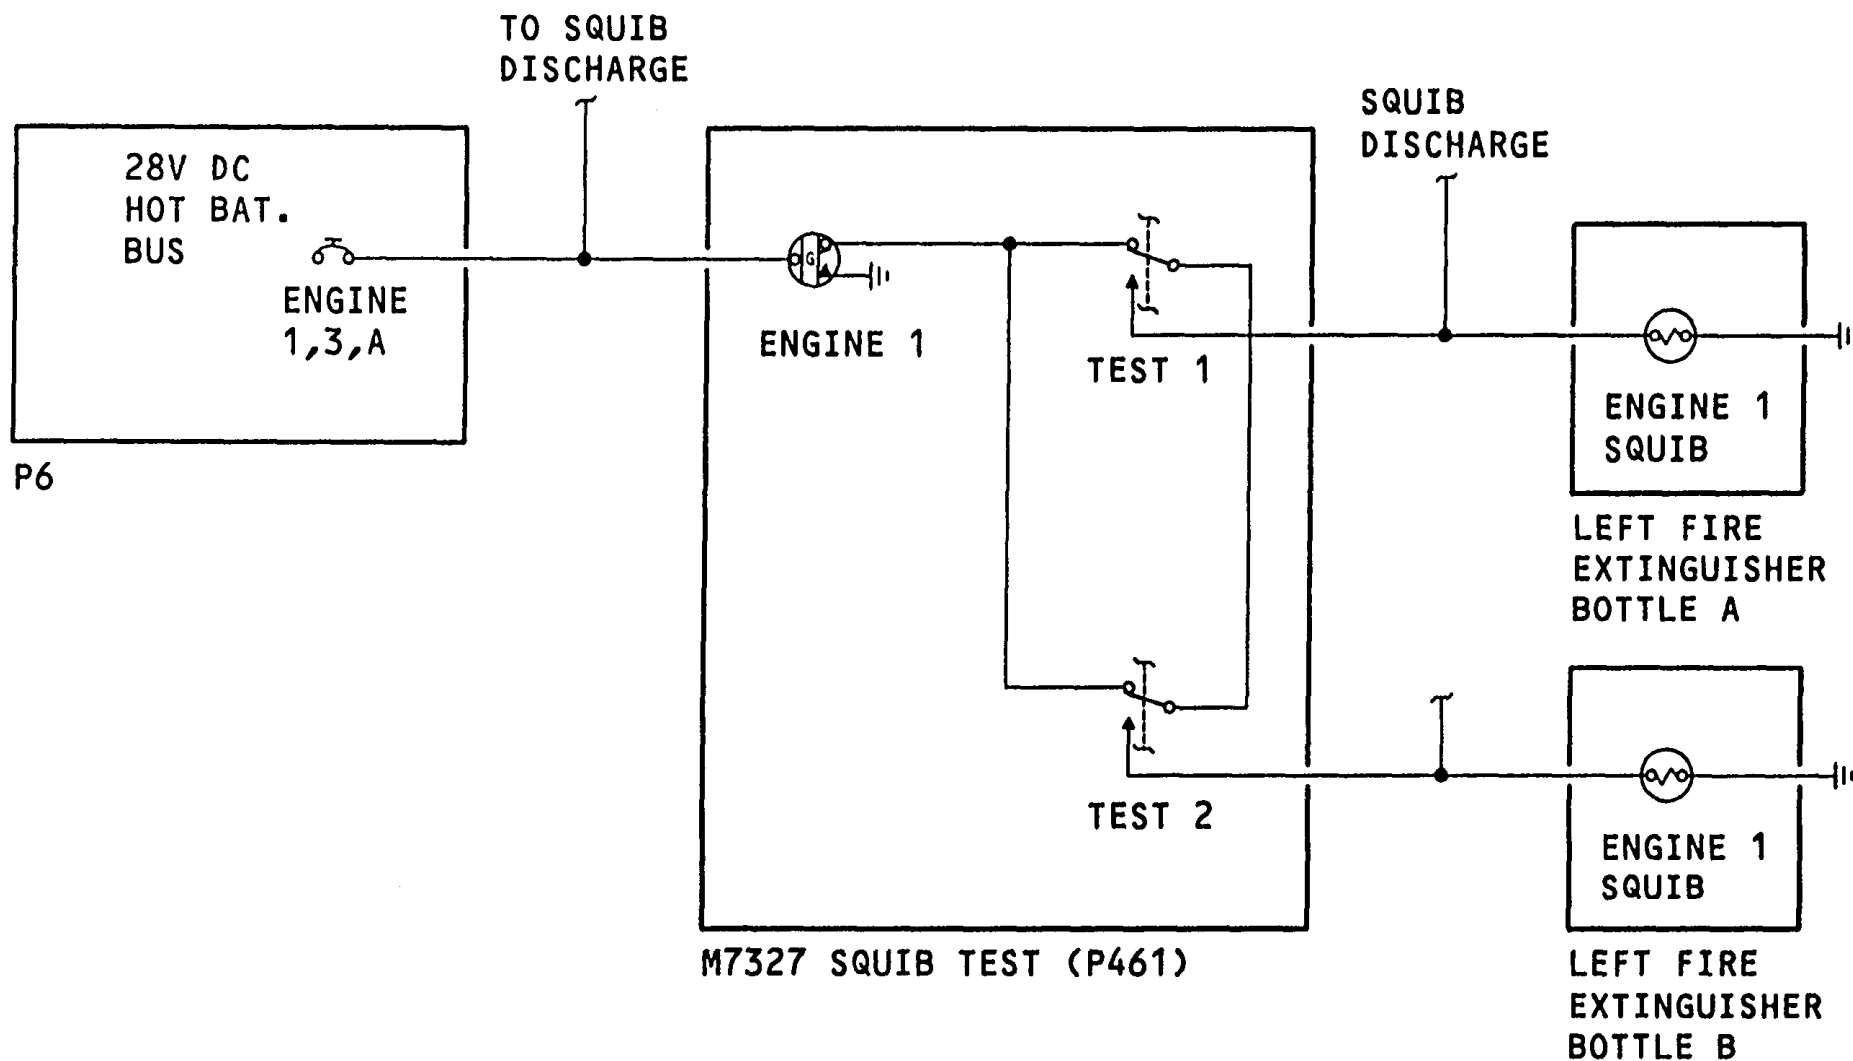 TO SQUIB
DISCHARGE
28V DC
HOT BAT.
BUS
ENGINE
1,3,A
P6
G
ENGINE 1
TEST 1
TEST 2
M7327 SQUIB TEST (P461)
SQUIB
DISCHARGE
ENGINE 1
SQUIB
LEFT FIRE
EXTINGUISHER
BOTTLE A
ENGINE 1
SQUIB
LEFT FIRE
EXTINGUISHER
BOTTLE B